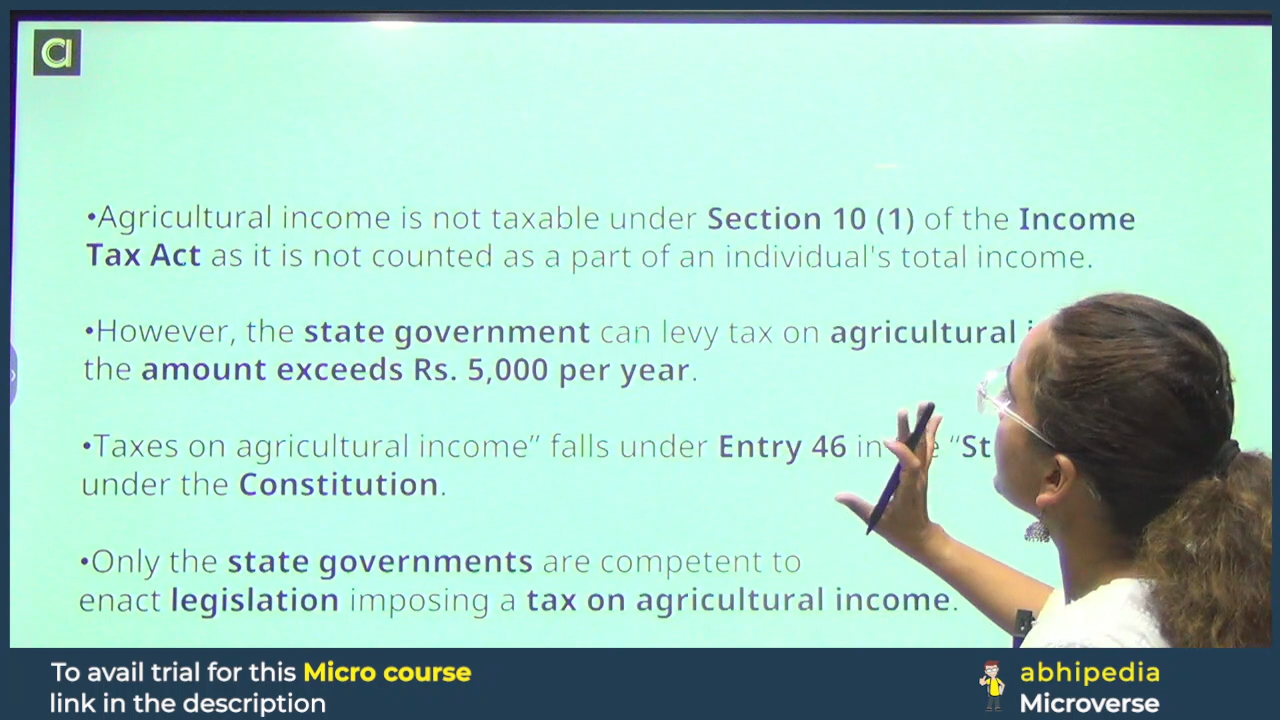 a
•Agricultural income is not taxable under Section 10 (1) of the Income
Tax Act as it is not counted as a part of an individual's total income.
•However, the state government can levy tax on agricultural
the amount exceeds Rs. 5,000 per year.
•Taxes on agricultural income” falls under Entry 46 in “
under the Constitution.
•Only the state governments are competent to
enact legislation imposing a tax on agricultural income.
To avail trial for this Micro course
link in the description
abhipedia
Microverse